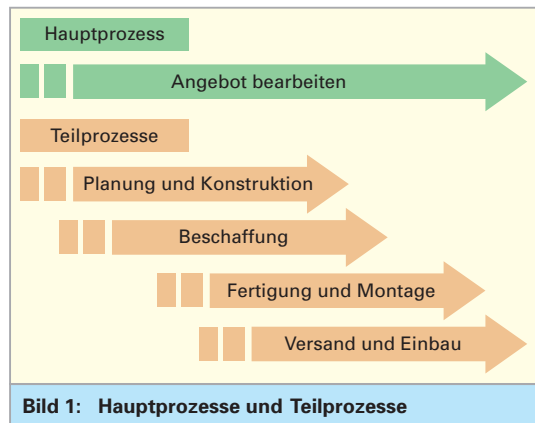 Hauptprozess
Angebot bearbeiten
Teilprozesse
Planung und Konstruktion
Beschaffung
Fertigung und Montage
Versand und Einbau
Bild 1: Hauptprozesse und Teilprozesse